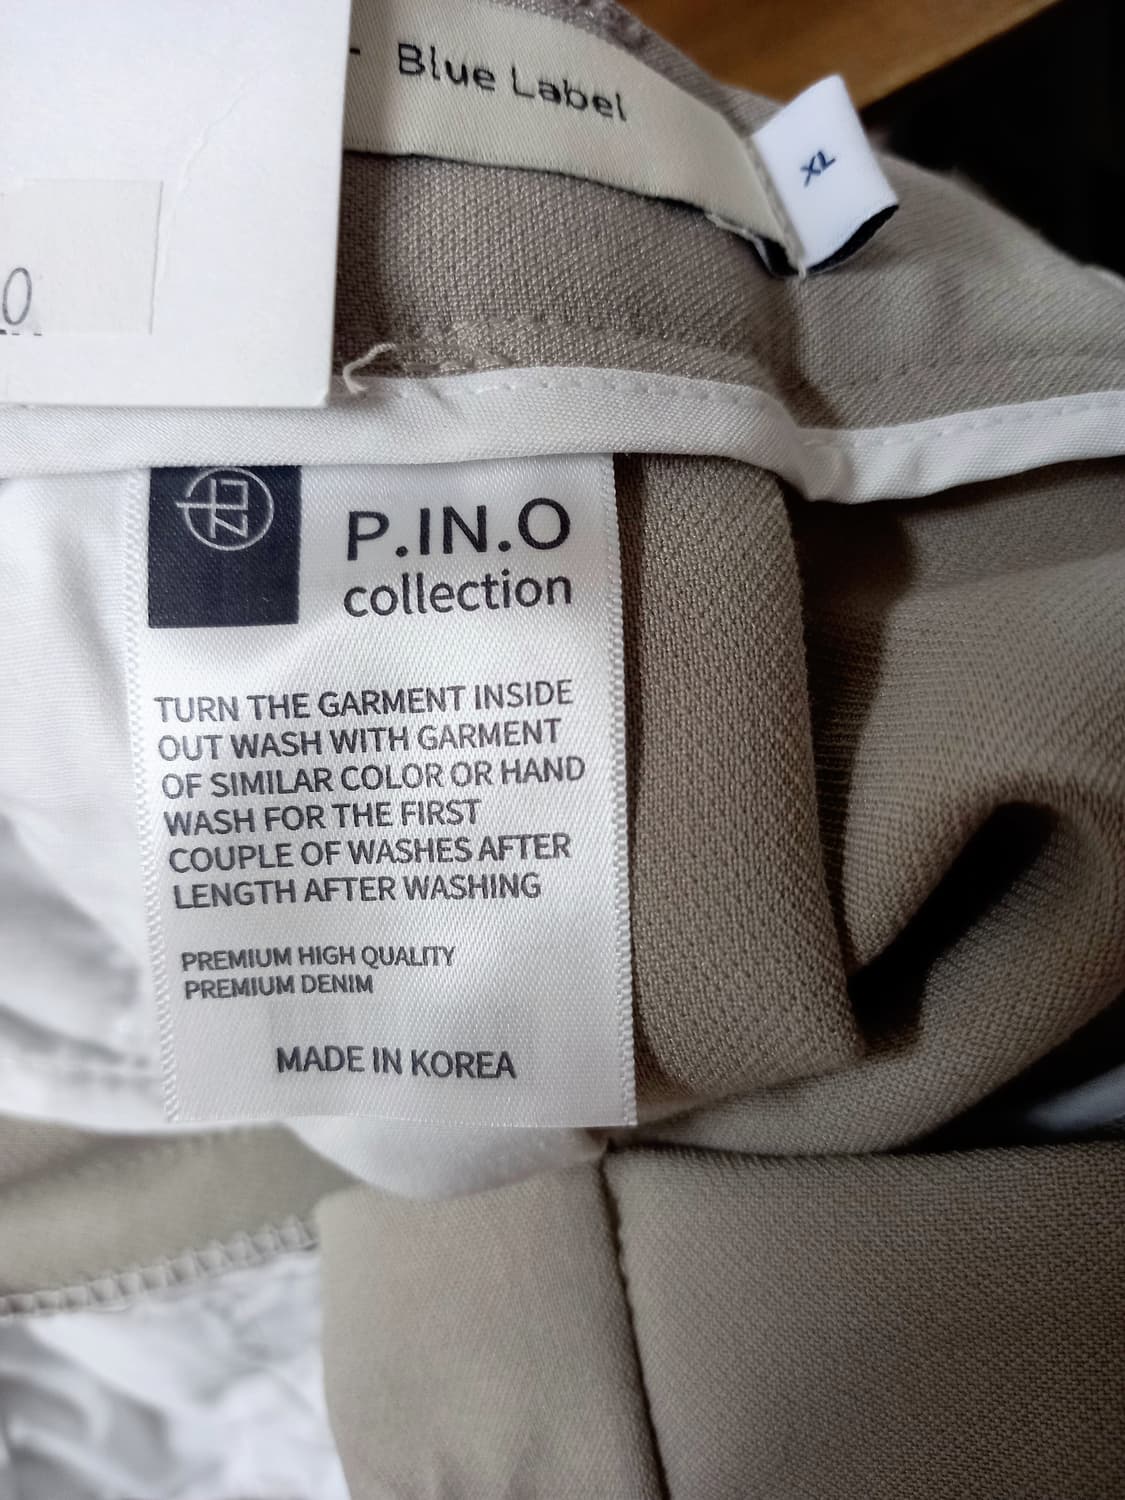 - Blue Label
XL
0
P.IN.O
collection
TURN THE GARMENT INSIDE
OUT WASH WITH GARMENT
OF SIMILAR COLOR OR HAND
WASH FOR THE FIRST
COUPLE OF WASHES AFTER
LENGTH AFTER WASHING
PREMIUM HIGH QUALITY
PREMIUM DENIM
MADE IN KOREA